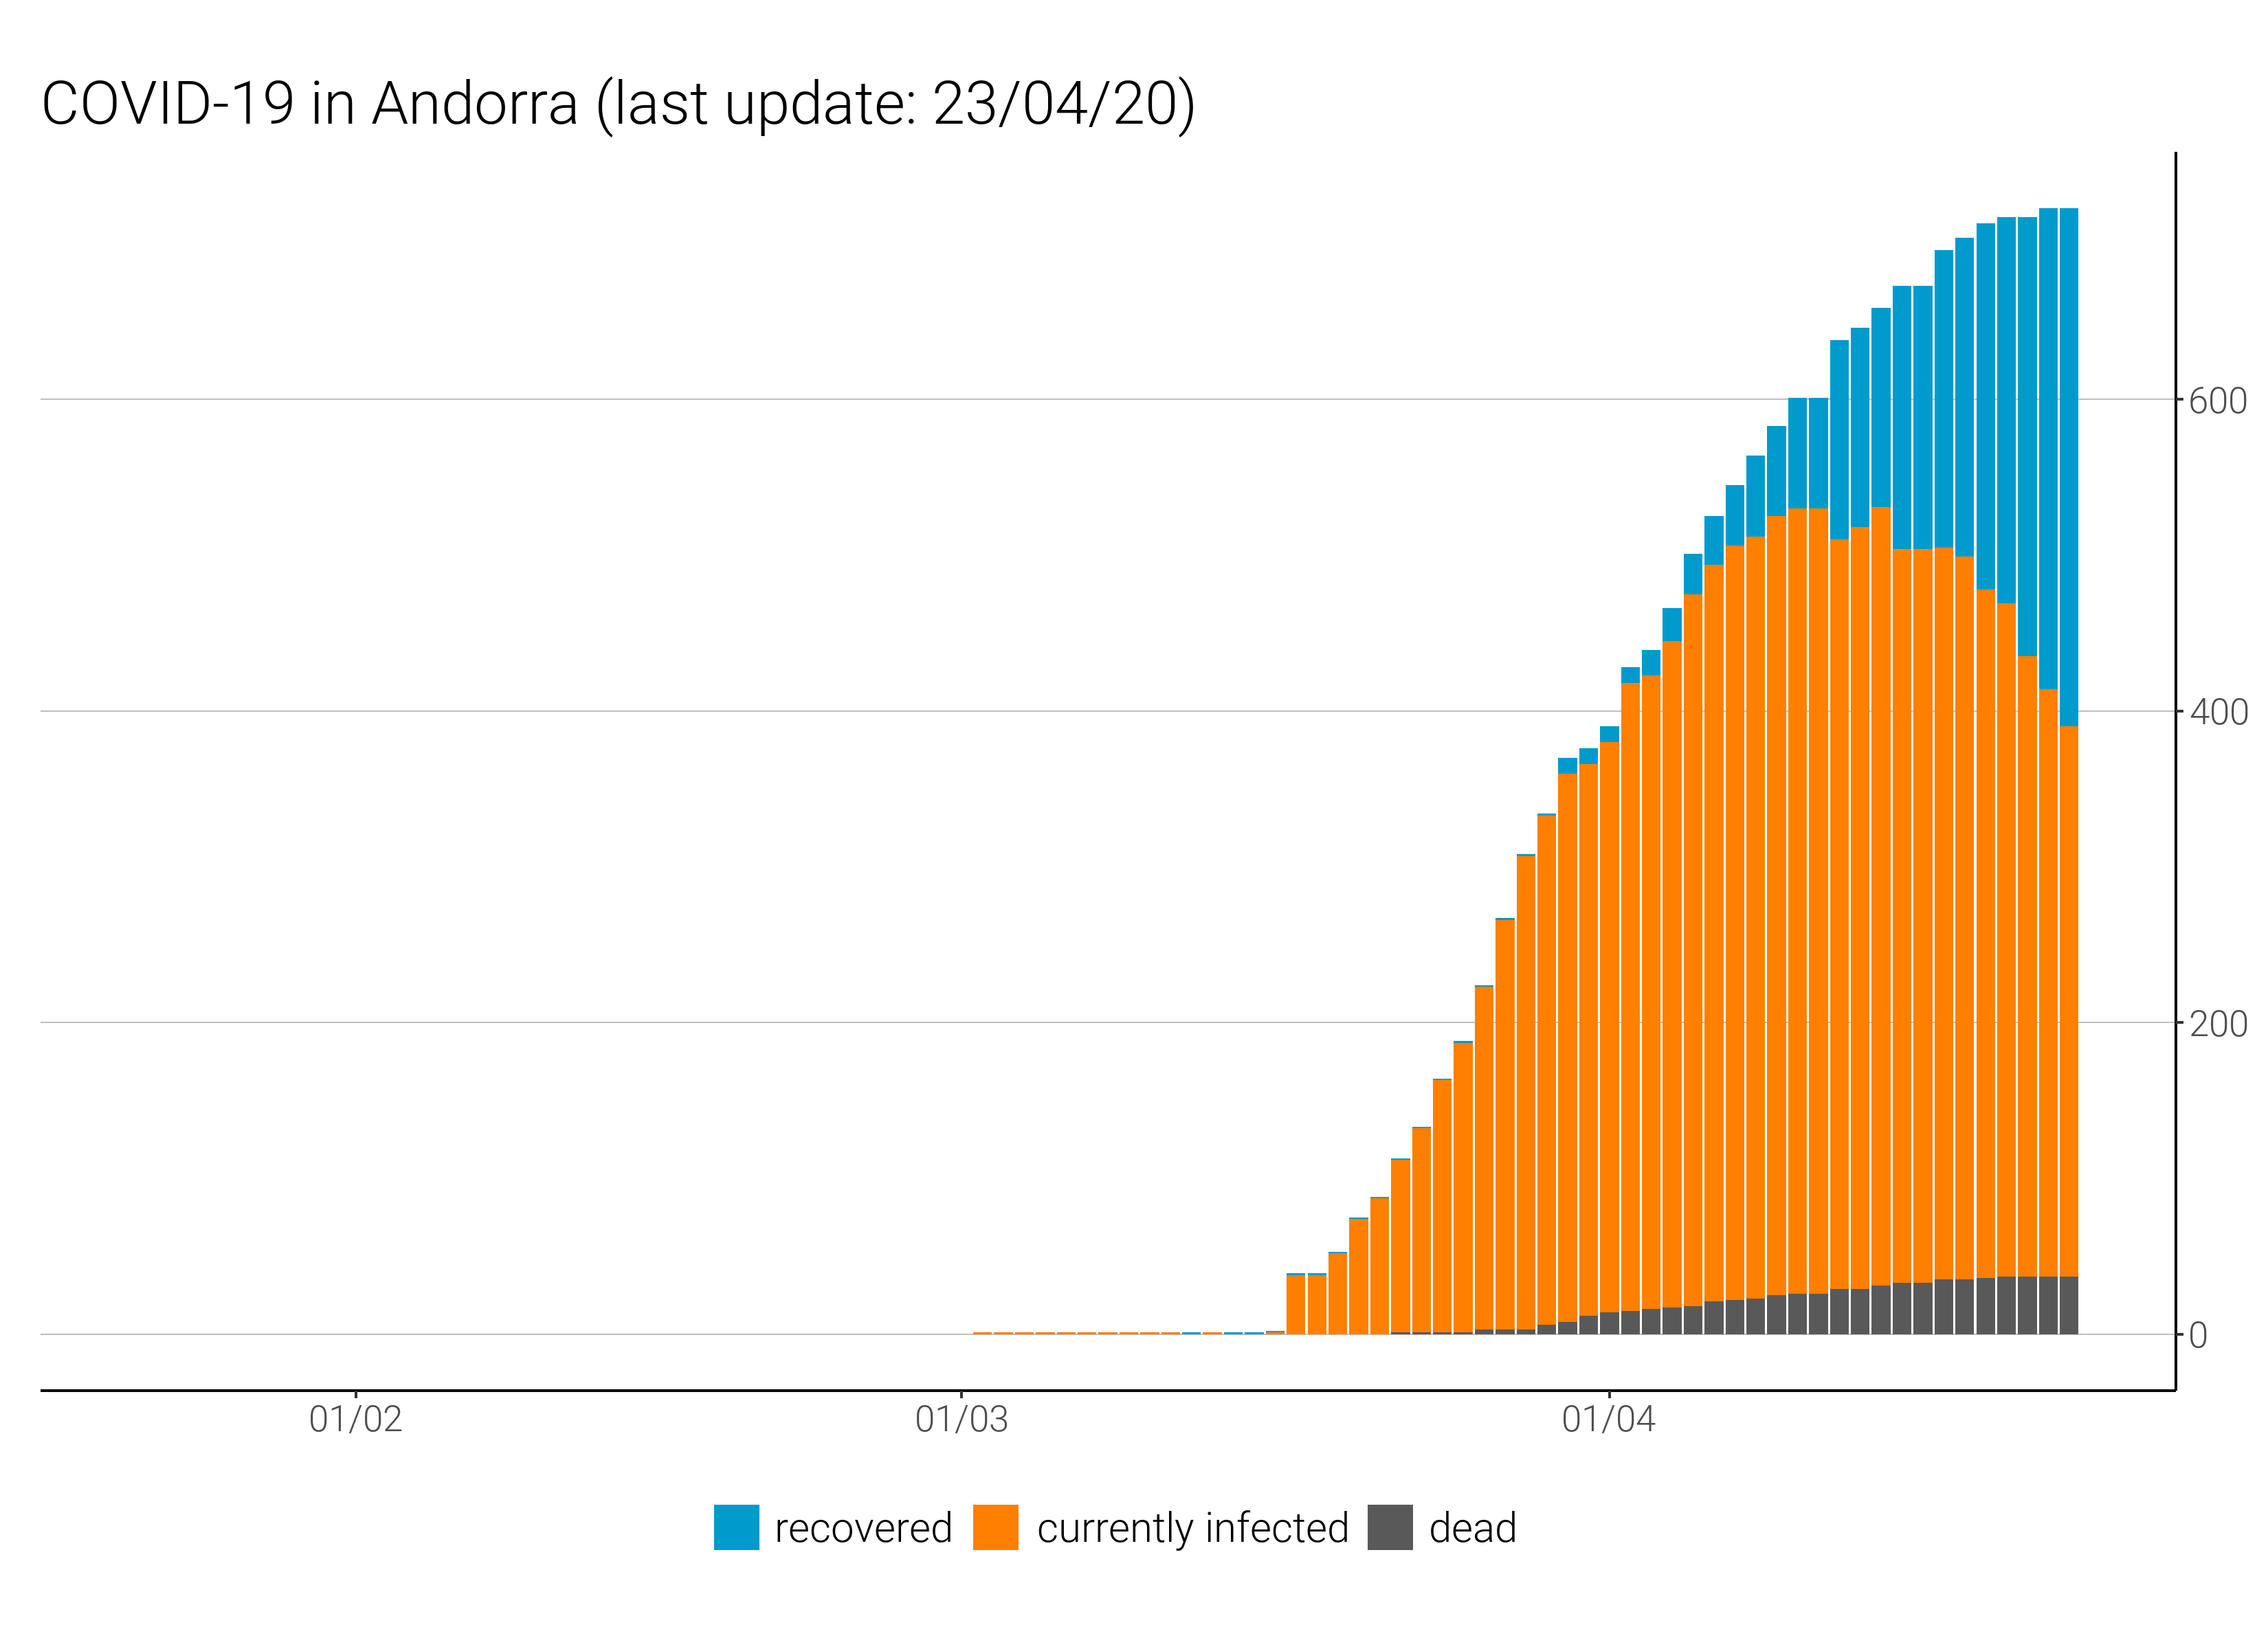 COVID-19 in Andorra (last update: 23/04/20)
600
400
200
0
01/02 01/03 01/04
recovered currently infected dead